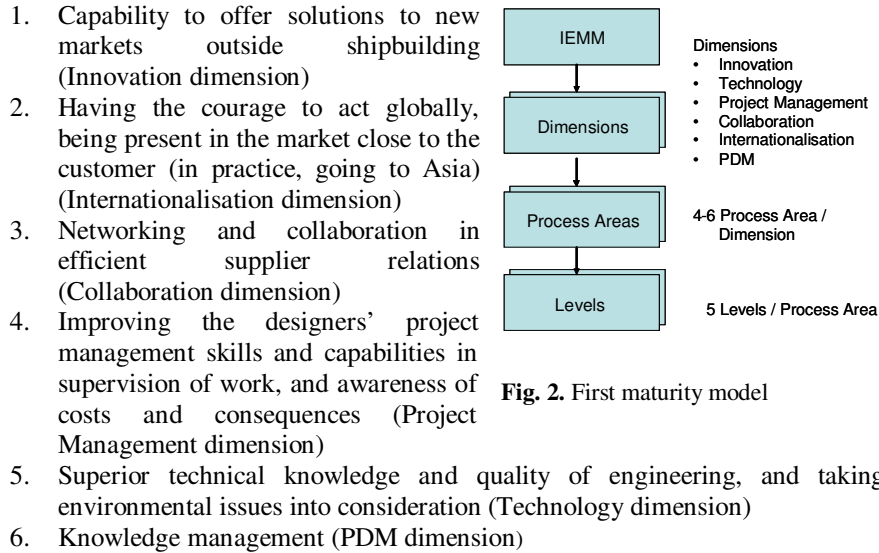 1. Capability to offer solutions to new
markets outside shipbuilding
(Innovation dimension)
2. Having the courage to act globally,
being present in the market close to the
customer (in practice, going to Asia)
(Internationalisation dimension)
3. Networking and collaboration in
efficient supplier relations
(Collaboration dimension)
4. Improving the designers' project
management skills and capabilities in
supervision of work, and awareness of
costs and consequences (Project
Management dimension)
IEMM
Dimensions
Process Areas
Levels
Dimensions
• Innovation
• Technology
• Project Management
• Collaboration
• Internationalisation
• PDM
4-6 Process Area /
Dimension
5 Levels / Process Area
Fig. 2. First maturity model
5. Superior technical knowledge and quality of engineering, and taking
environmental issues into consideration (Technology dimension)
6. Knowledge management (PDM dimension)